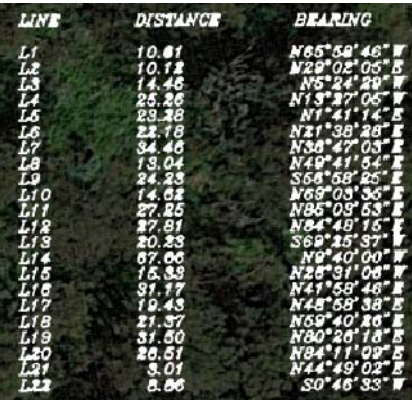 LINE DISTANCE BEARING
L1 10.61 N65°59'46"W
L2 10.12 N29°02'05"E
L3 14.46 N5°24'29"W
L4 25.26 N13°27'06"W
L5 23.28 N1°41'14"E
L6 22.18 N21°38'28"E
L7 34.46 N36°47'03"E
L8 13.04 N49°41'54"E
L9 24.23 S56°58'25"E
L10 14.62 N69°03'36"E
L11 27.25 N85°03'53"E
L12 27.81 N84°48'15"E
L13 20.23 S69°25'37"W
L14 67.66 N9°40'00"W
L15 15.33 N26°31'06"W
L16 31.17 N41°58'46"E
L17 19.43 N48°58'38"E
L18 21.37 N59°40'26"E
L19 31.50 N80°26'18"E
L20 26.51 N84°11'09"E
L21 3.01 N44°49'02"E
L22 8.86 S0°46'33"W